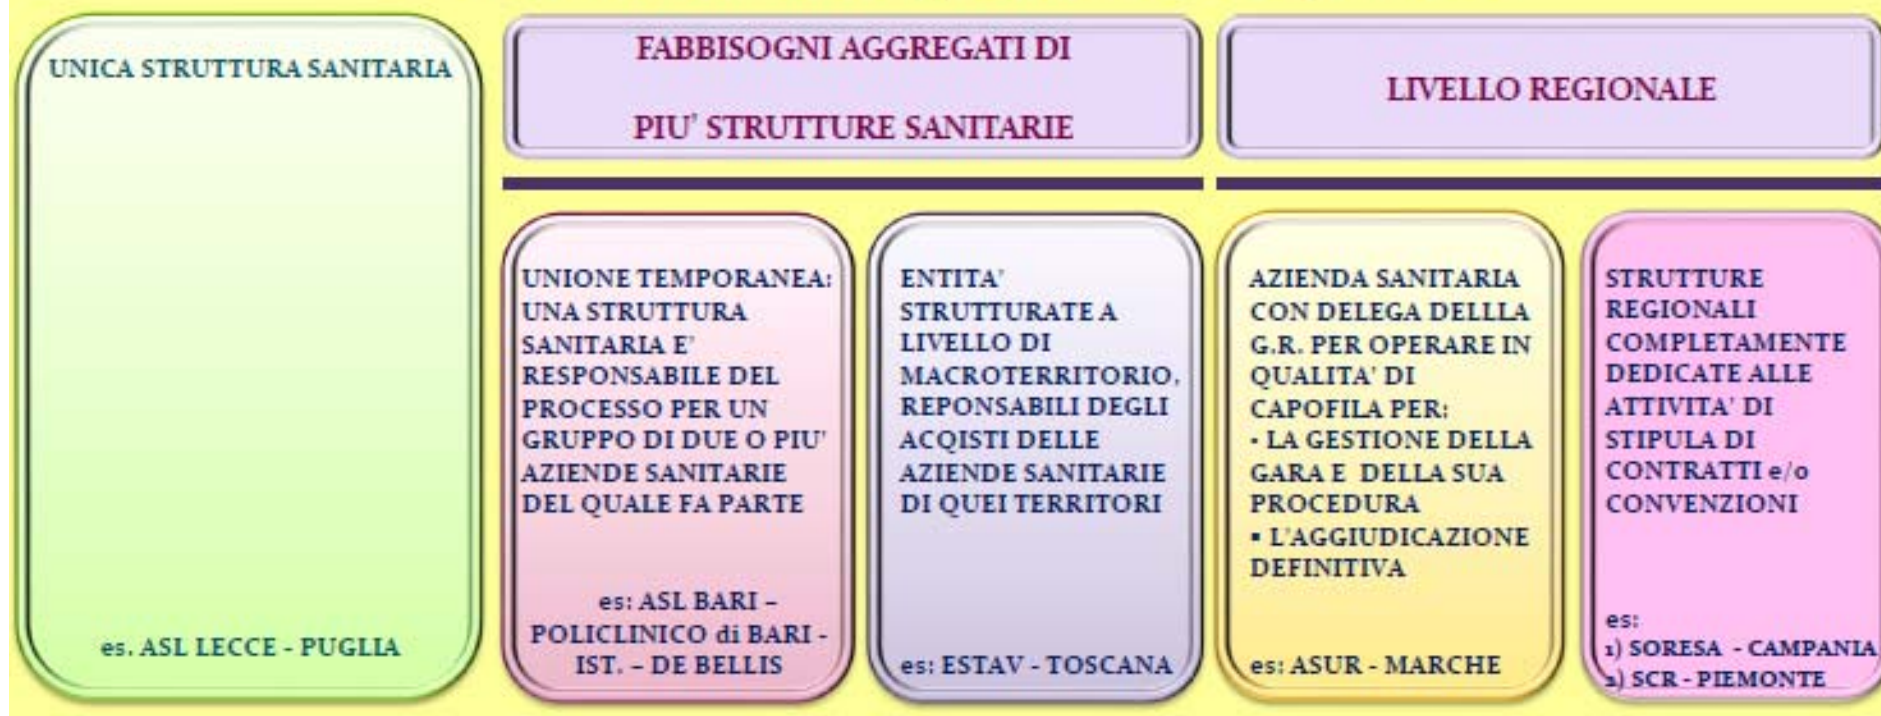 UNICA STRUTTURA SANITARIA
es. ASL LECCE - PUGLIA
FABBISOGNI AGGREGATI DI
PIU' STRUTTURE SANITARIE
UNIONE TEMPORANEA:
UNA STRUTTURA
SANITARIA E'
RESPONSABILE DEL
PROCESSO PER UN
GRUPPO DI DUE O PIU'
AZIENDE SANITARIE
DEL QUALE FA PARTE
es: ASL BARI –
POLICLINICO di BARI -
IST. – DE BELLIS
ENTITA'
STRUTTURATE A
LIVELLO DI
MACROTERRITORIO,
REPONSABILI DEGLI
ACQISTI DELLE
AZIENDE SANITARIE
DI QUEI TERRITORI
es: ESTAV - TOSCANA
LIVELLO REGIONALE
AZIENDA SANITARIA
CON DELEGA DELLLA
G.R. PER OPERARE IN
QUALITA' DI
CAPOFILA PER:
▪ LA GESTIONE DELLA
GARA E DELLA SUA
PROCEDURA
▪ L'AGGIUDICAZIONE
DEFINITIVA
es: ASUR - MARCHE
STRUTTURE
REGIONALI
COMPLETAMENTE
DEDICATE ALLE
ATTIVITA' DI
STIPULA DI
CONTRATTI e/o
CONVENZIONI
es:
1) SORESA - CAMPANIA
2) SCR - PIEMONTE